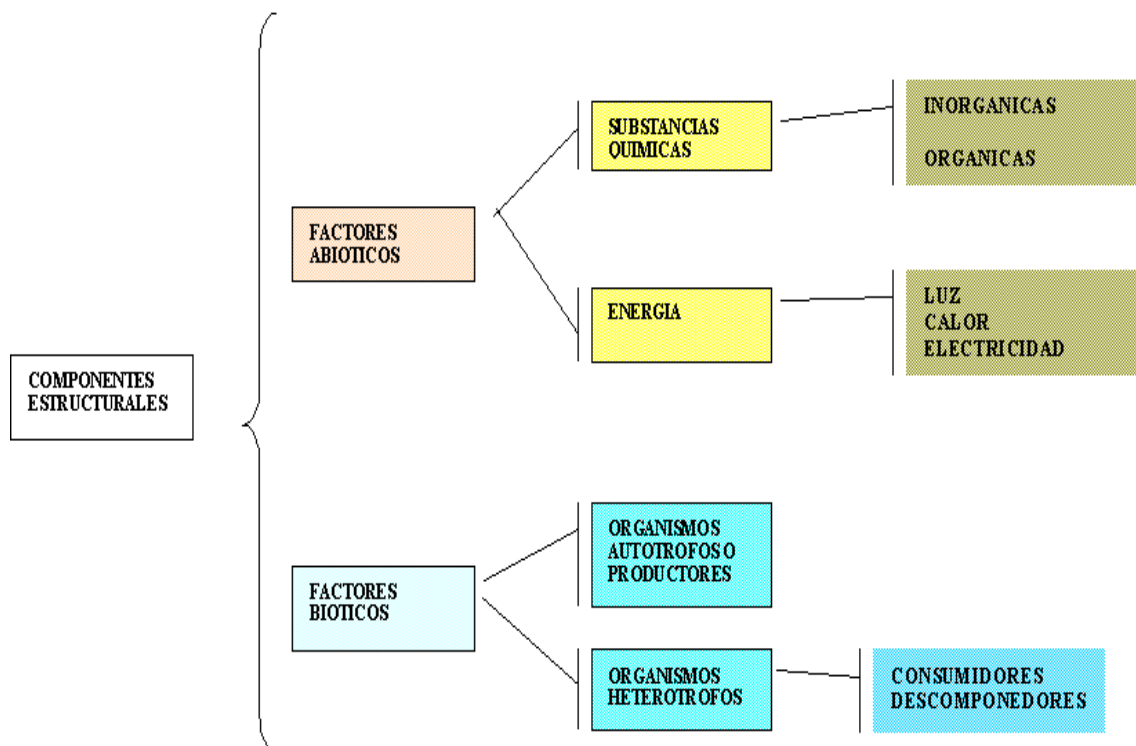 SUBSTANCIAS
QUIMICAS
INORGANICAS
ORGANICAS
FACTORES
ABIOTICOS
ENERGIA
LUZ
CALOR
ELECTRICIDAD
COMPONENTES
ESTRUCTURALES
ORGANISMOS
AUTOTROFOS O
PRODUCTORES
FACTORES
BIOTICOS
ORGANISMOS
HETEROTROFOS
CONSUMIDORES
DESCOMPONEDORES